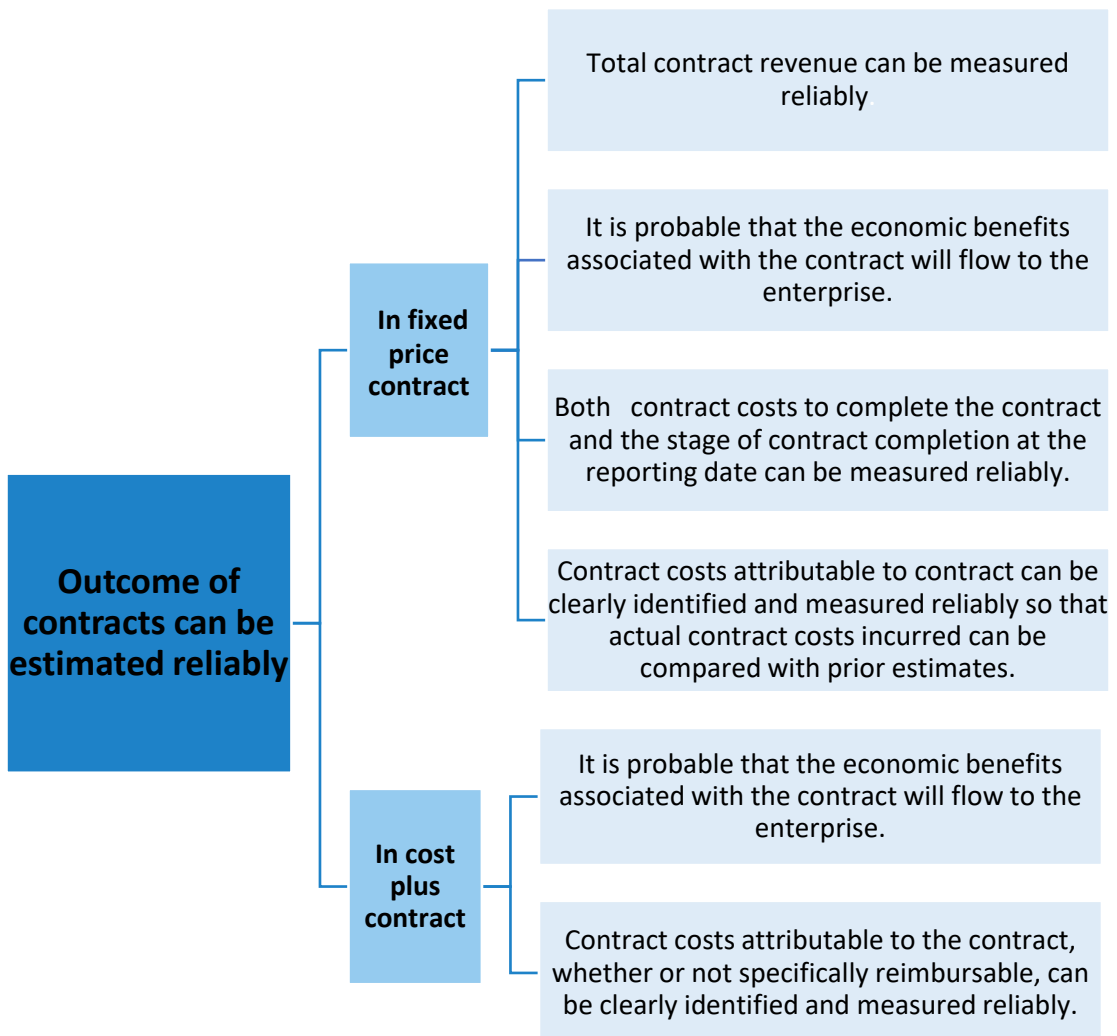 Outcome of
contracts can be
estimated reliably
In fixed
price
contract
Total contract revenue can be measured
reliably.
It is probable that the economic benefits
associated with the contract will flow to the
enterprise.
Both contract costs to complete the contract
and the stage of contract completion at the
reporting date can be measured reliably.
Contract costs attributable to contract can be
clearly identified and measured reliably so that
actual contract costs incurred can be
compared with prior estimates.
In cost
plus
contract
It is probable that the economic benefits
associated with the contract will flow to the
enterprise.
Contract costs attributable to the contract,
whether or not specifically reimbursable, can
be clearly identified and measured reliably.